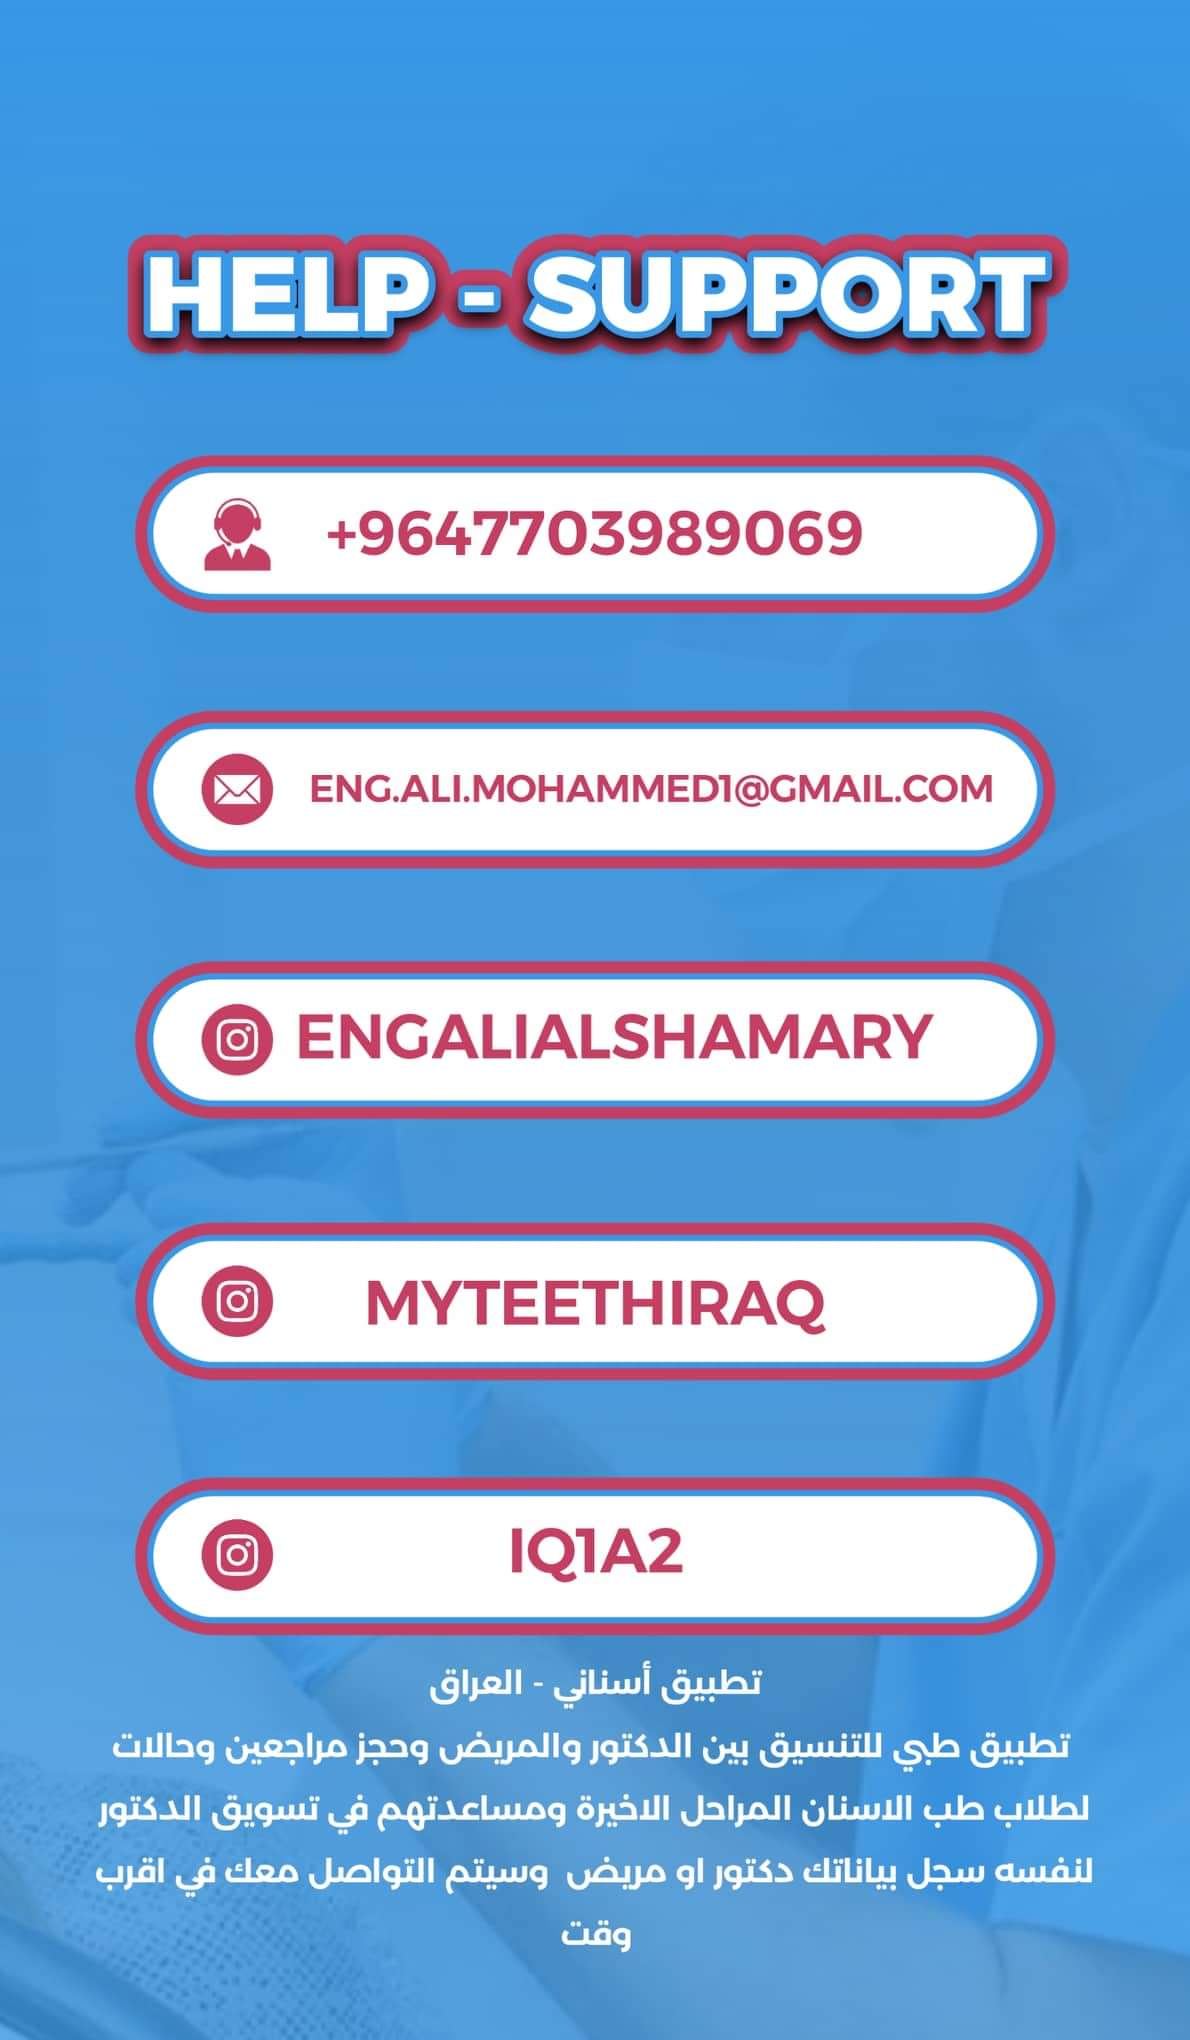 HELP - SUPPORT
+9647703989069
ENG.ALI.MOHAMMED1@GMAIL.COM
ENGALIALSHAMARY
MYTEETHIRAQ
IQ1A2
تطبيق أسناني - العراق
تطبيق طبي للتنسيق بين الدكتور والمريض وحجز مراجعين وحالات
لطلاب طب الاسنان المراحل الاخيرة ومساعدتهم في تسويق الدكتور
لنفسه سجل بياناتك دكتور او مريض وسيتم التواصل معك في اقرب
وقت